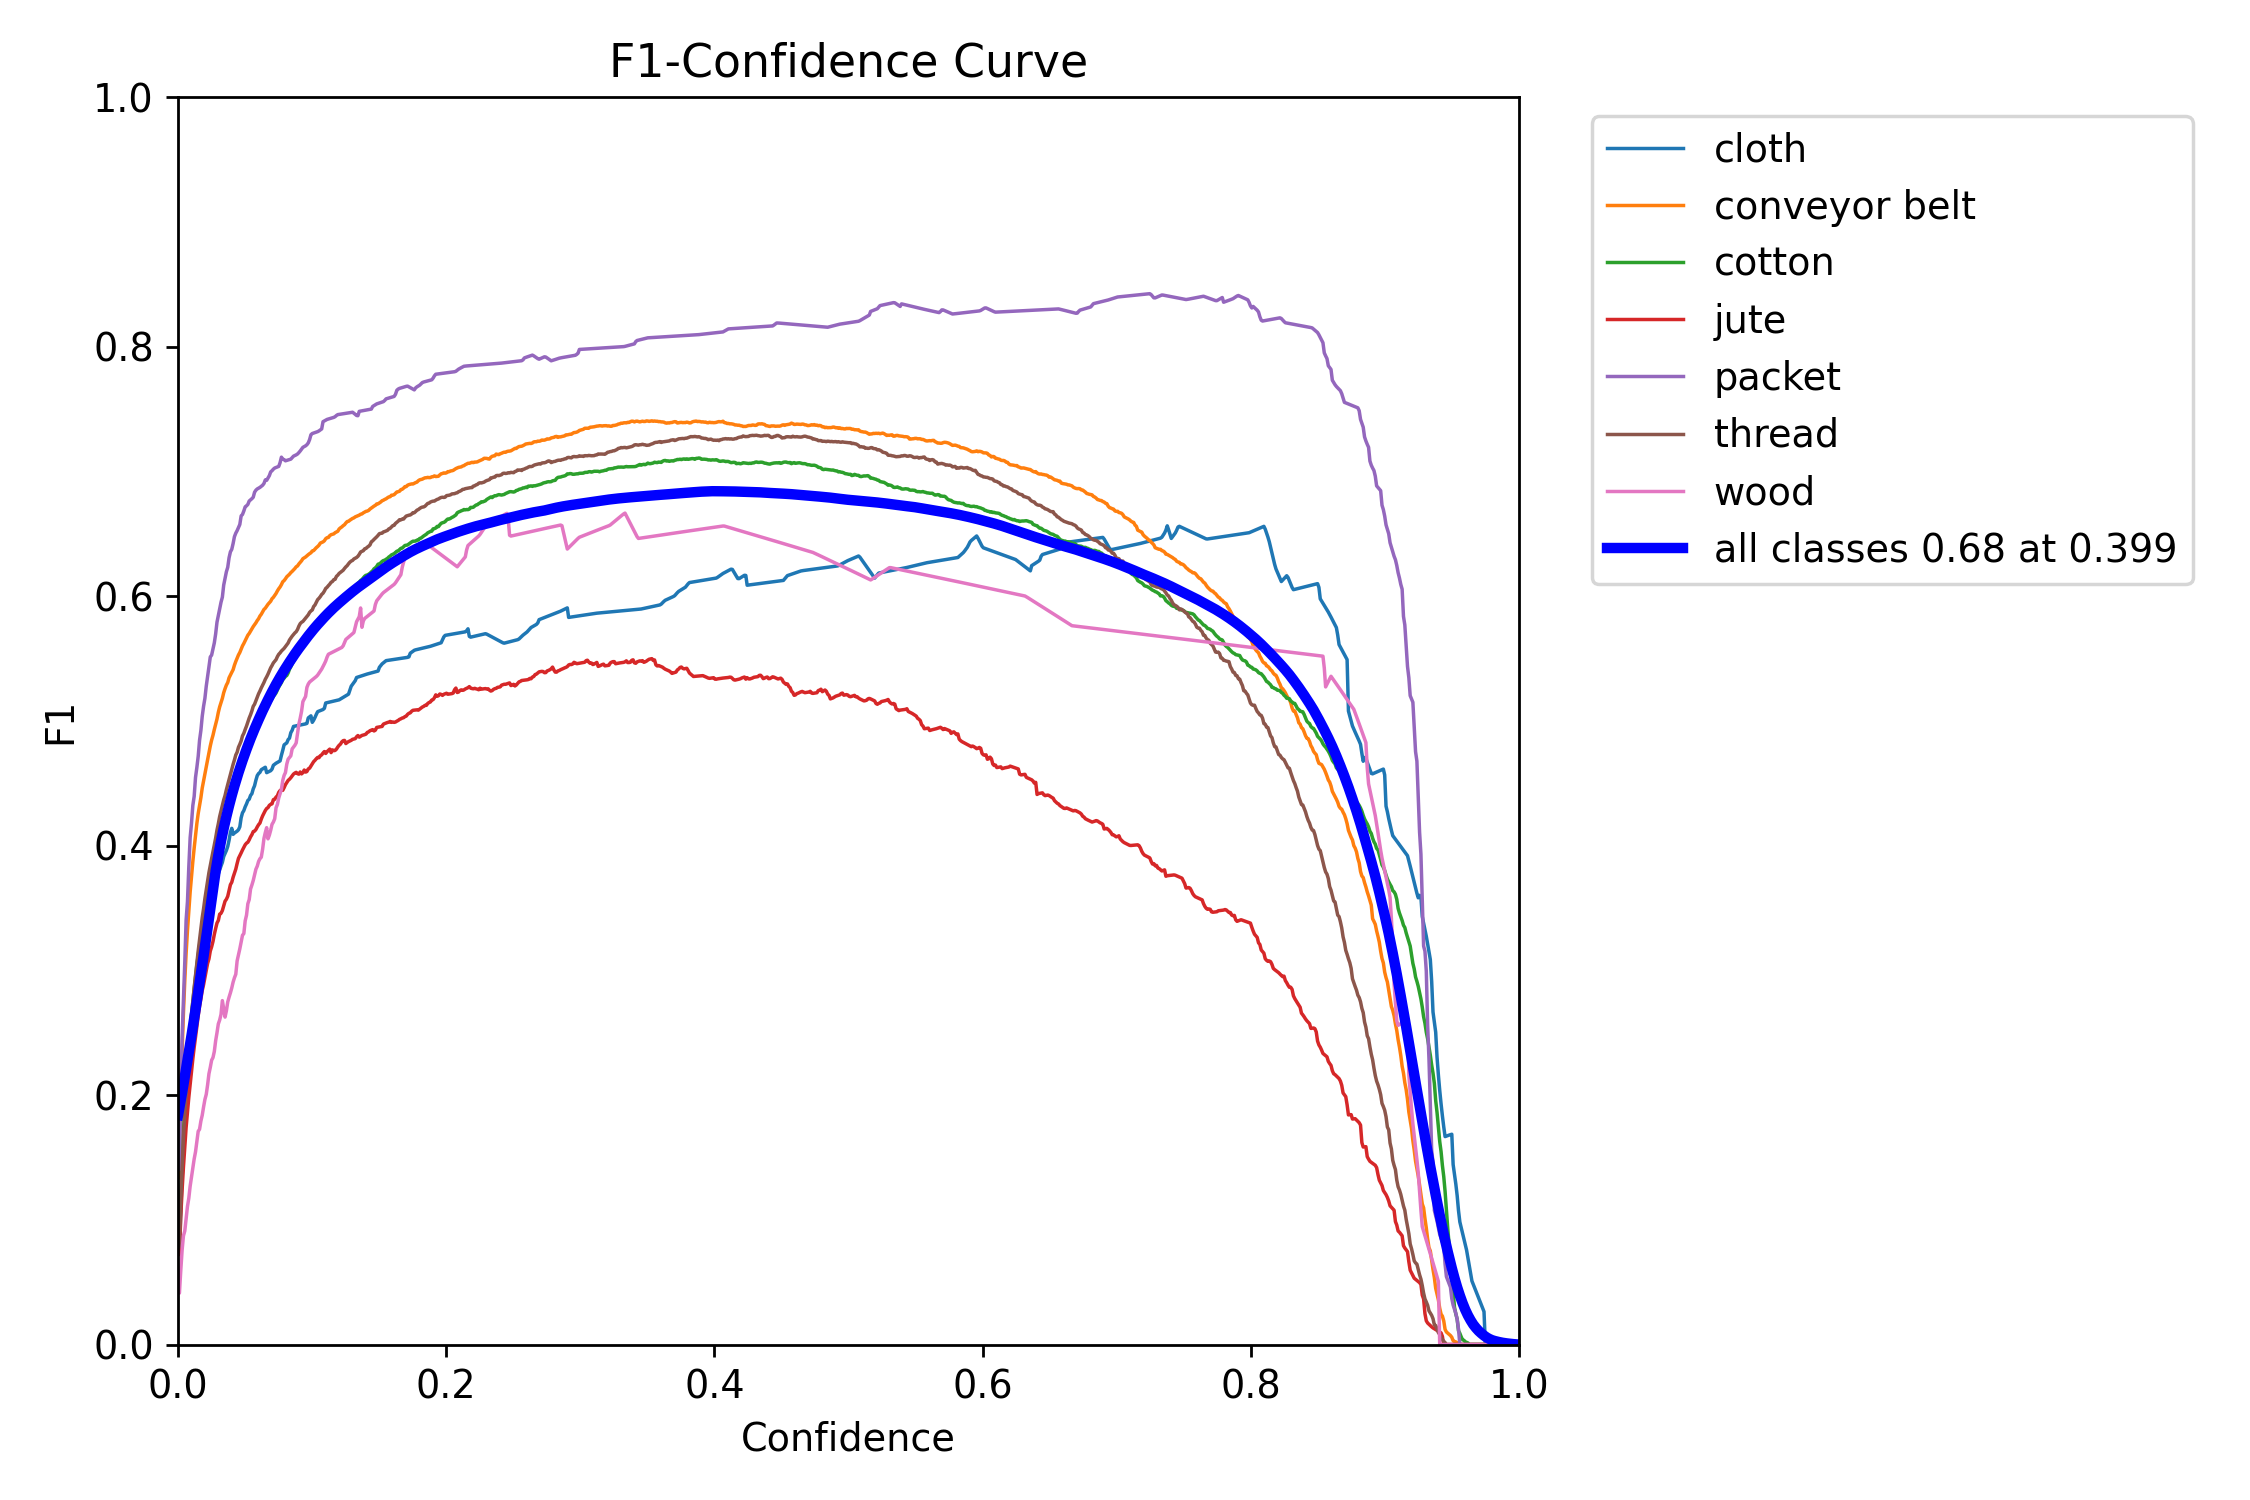 F1-Confidence Curve
1.0
0.8
0.6
0.4
0.2
0.0
F1
0.0 0.2 0.4 0.6 0.8 1.0
Confidence
cloth
conveyor belt
cotton
jute
packet
thread
wood
all classes 0.68 at 0.399